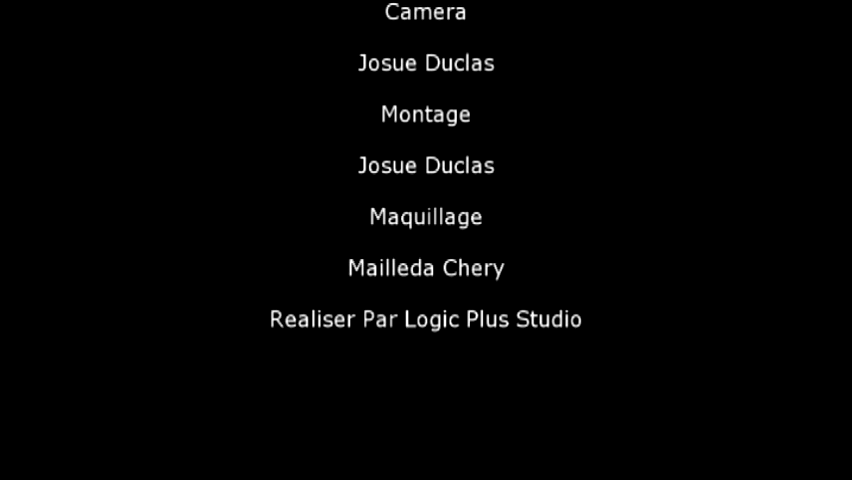 Camera
Josue Duclas
Montage
Josue Duclas
Maquillage
Mailleda Chery
Realiser Par Logic Plus Studio